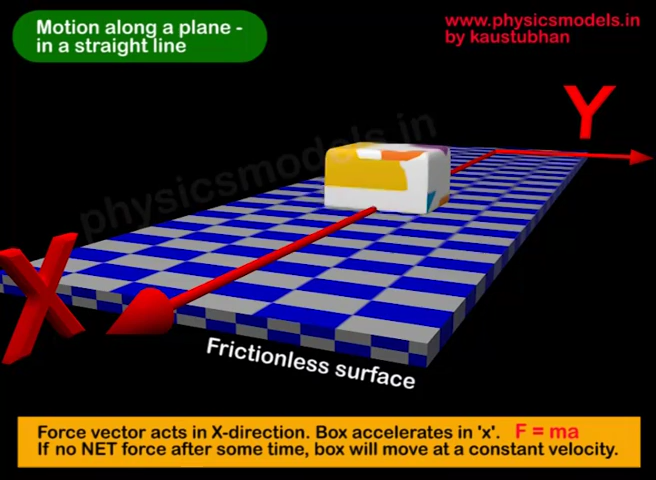 Motion along a plane -
in a straight line
www.physicsmodels.in
by kaustubhan
Y
physicsmodels.in
X
Frictionless surface
Force vector acts in X-direction. Box accelerates in 'x'. F = ma
If no NET force after some time, box will move at a constant velocity.